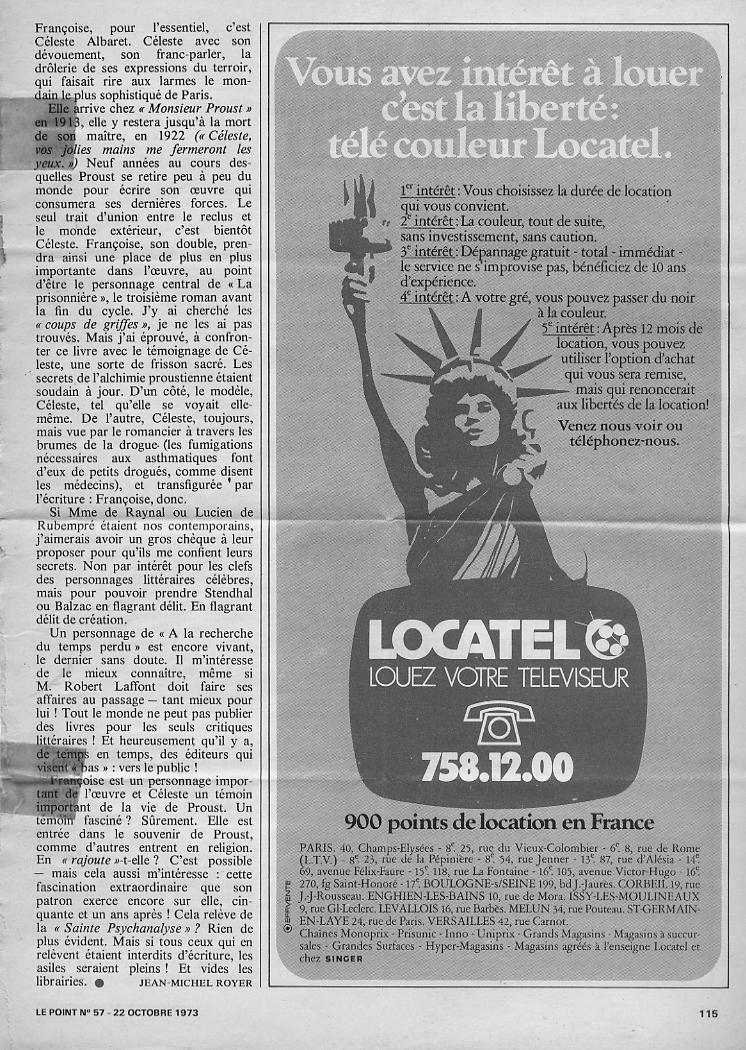 Françoise, pour l'essentiel, c'est
Céleste Albaret. Céleste avec son
dévouement, son franc-parler, la
drôlerie de ses expressions du terroir,
qui faisait rire aux larmes le mon-
dain le plus sophistiqué de Paris.
Elle arrive chez « Monsieur Proust »
en 1913, elle y restera jusqu'à la mort
de son maître, en 1922 (« Céleste,
vos jolies mains me fermeront les
yeux. ») Neuf années au cours des-
quelles Proust se retire peu à peu du
monde pour écrire son œuvre qui
consumera ses dernières forces. Le
seul trait d'union entre le reclus et
le monde extérieur, c'est bientôt
Céleste. Françoise, son double, pren-
dra ainsi une place de plus en plus
importante dans l'œuvre, au point
d'être le personnage central de « La
prisonnière », le troisième roman avant
la fin du cycle. J'y ai cherché les
« coups de griffes », je ne les ai pas
trouvés. Mais j'ai éprouvé, à confron-
ter ce livre avec le témoignage de Cé-
leste, une sorte de frisson sacré. Les
secrets de l'alchimie proustienne étaient
soudain à jour. D'un côté, le modèle,
Céleste, tel qu'elle se voyait elle-
même. De l'autre, Céleste, toujours,
mais vue par le romancier à travers les
brumes de la drogue (les fumigations
nécessaires aux asthmatiques font
d'eux de petits drogués, comme disent
les médecins), et transfigurée par
l'écriture : Françoise, donc.
Si Mme de Raynal ou Lucien de
Rubempré étaient nos contemporains,
j'aimerais avoir un gros chèque à leur
proposer pour qu'ils me confient leurs
secrets. Non par intérêt pour les clefs
des personnages littéraires célèbres,
mais pour pouvoir prendre Stendhal
ou Balzac en flagrant délit. En flagrant
délit de création.
Un personnage de « A la recherche
du temps perdu » est encore vivant,
le dernier sans doute. Il m'intéresse
de le mieux connaître, même si
M. Robert Laffont doit faire ses
affaires au passage — tant mieux pour
lui ! Tout le monde ne peut pas publier
des livres pour les seuls critiques
littéraires ! Et heureusement qu'il y a,
de temps en temps, des éditeurs qui
visent « bas » : vers le public !
Françoise est un personnage impor-
tant de l'œuvre et Céleste un témoin
important de la vie de Proust. Un
témoin fasciné ? Sûrement. Elle est
entrée dans le souvenir de Proust,
comme d'autres entrent en religion.
En « rajoute »-t-elle ? C'est possible
— mais cela aussi m'intéresse : cette
fascination extraordinaire que son
patron exerce encore sur elle, cin-
quante et un ans après ! Cela relève de
la « Sainte Psychanalyse » ? Rien de
plus évident. Mais si tous ceux qui en
relèvent étaient interdits d'écriture, les
asiles seraient pleins ! Et vides les
librairies. ● JEAN-MICHEL ROYER
Vous avez intérêt à louer
c'est la liberté:
télé couleur Locatel.
1er intérêt: Vous choisissez la durée de location
qui vous convient.
2e intérêt: La couleur, tout de suite,
sans investissement, sans caution.
3e intérêt: Dépannage gratuit - total - immédiat -
le service ne s'improvise pas, bénéficiez de 10 ans
d'expérience.
4e intérêt: A votre gré, vous pouvez passer du noir
à la couleur.
5e intérêt: Après 12 mois de
location, vous pouvez
utiliser l'option d'achat
qui vous sera remise,
mais qui renoncerait
aux libertés de la location!
Venez nous voir ou
téléphonez-nous.
LOCATEL
LOUEZ VOTRE TELEVISEUR
758.12.00
900 points de location en France
PARIS. 40, Champs-Elysées - 8e. 25, rue du Vieux-Colombier - 6e. 8, rue de Rome
(L.T.V.) - 8e. 23, rue de la Pépinière - 8e. 54, rue Jenner - 13e. 87, rue d'Alésia - 14e.
69, avenue Félix-Faure - 15e. 118, rue La Fontaine - 16e. 105, avenue Victor-Hugo - 16e.
270, fg Saint-Honoré - 17e. BOULOGNE-s/SEINE 199, bd J.-Jaurès. CORBEIL 19, rue
J.-J-Rousseau. ENGHIEN-LES-BAINS 10, rue de Mora. ISSY-LES-MOULINEAUX
9, rue Gl-Leclerc. LEVALLOIS 16, rue Barbès. MELUN 34, rue Pouteau. ST-GERMAIN-
EN-LAYE 24, rue de Paris. VERSAILLES 42, rue Carnot.
Chaînes Monoprix - Prisunic - Inno - Uniprix - Grands Magasins - Magasins à succur-
sales - Grandes Surfaces - Hyper-Magasins - Magasins agréés à l'enseigne Locatel et
chez SINGER
LE POINT N° 57 - 22 OCTOBRE 1973
115